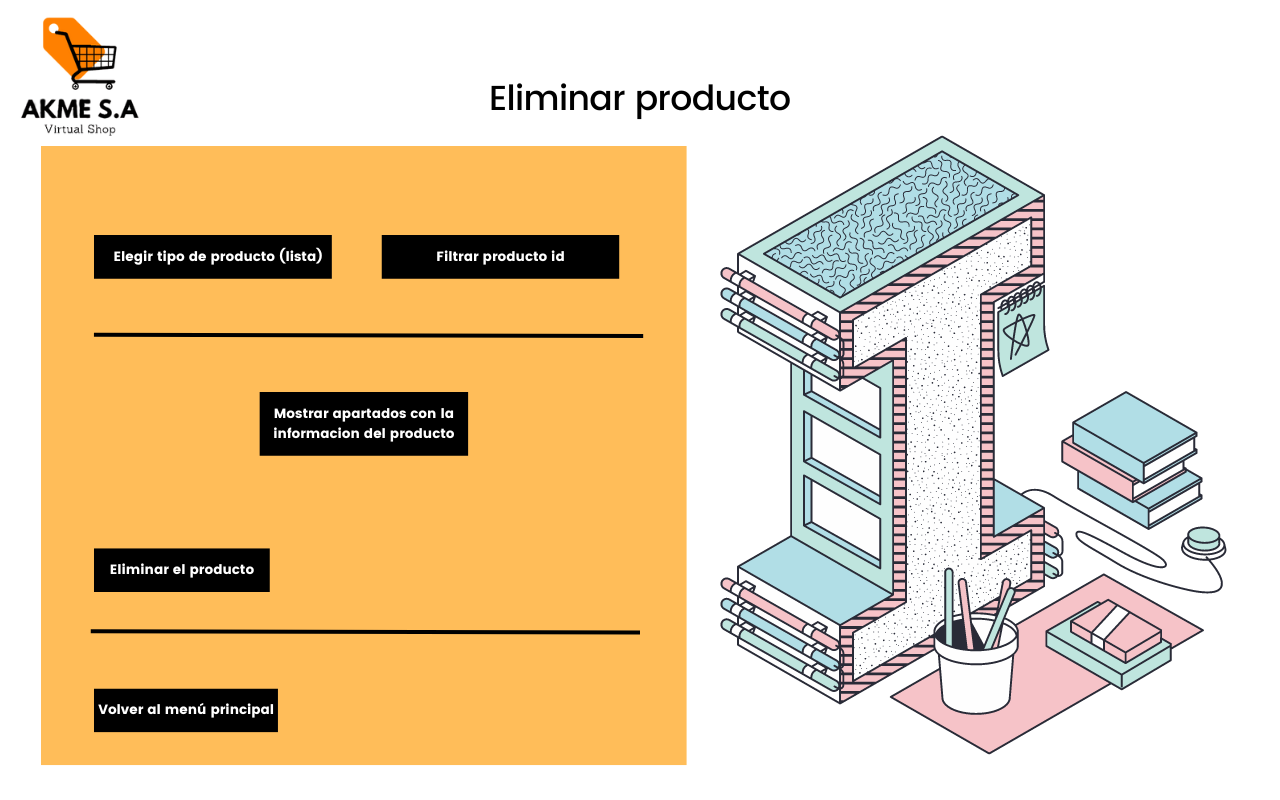 AKME S.A
Virtual Shop
Eliminar producto
Elegir tipo de producto (lista)
Filtrar producto id
Mostrar apartados con la
informacion del producto
Eliminar el producto
Volver al menú principal